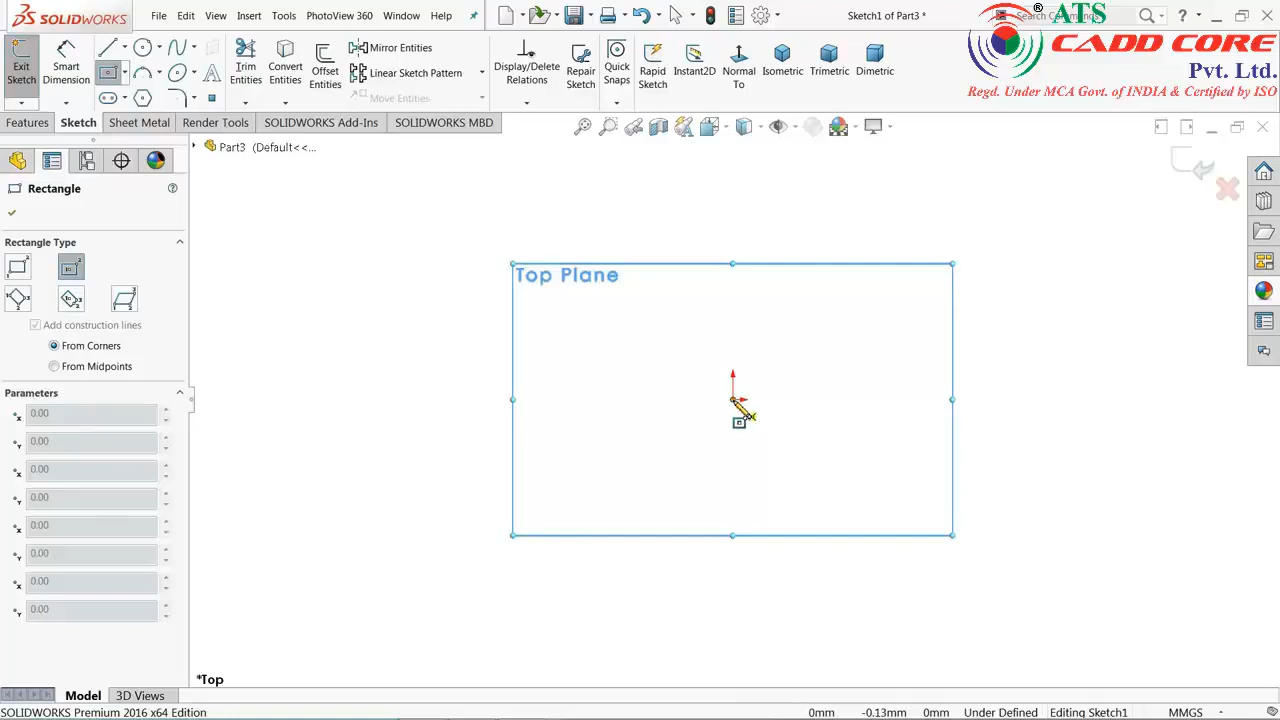 SOLIDWORKS
File
Edit
View
Insert
Tools
PhotoView 360
Window
Help
Sketch1 of Part3 *
Search Commands
®
ATS
CADD CORE
Pvt. Ltd.
Regd. Under MCA Govt. of INDIA & Certified by ISO
Exit Sketch
Smart Dimension
Trim Entities
Convert Entities
Offset Entities
Mirror Entities
Linear Sketch Pattern
Move Entities
Display/Delete Relations
Repair Sketch
Quick Snaps
Rapid Sketch
Instant2D
Normal To
Isometric
Trimetric
Dimetric
Features
Sketch
Sheet Metal
Render Tools
SOLIDWORKS Add-Ins
SOLIDWORKS MBD
Part3 (Default<<...
Rectangle
Rectangle Type
Add construction lines
From Corners
From Midpoints
Parameters
0.00
0.00
0.00
0.00
0.00
0.00
0.00
0.00
Top Plane
*Top
Model
3D Views
SOLIDWORKS Premium 2016 x64 Edition
0mm
-0.13mm
0mm
Under Defined
Editing Sketch1
MMGS